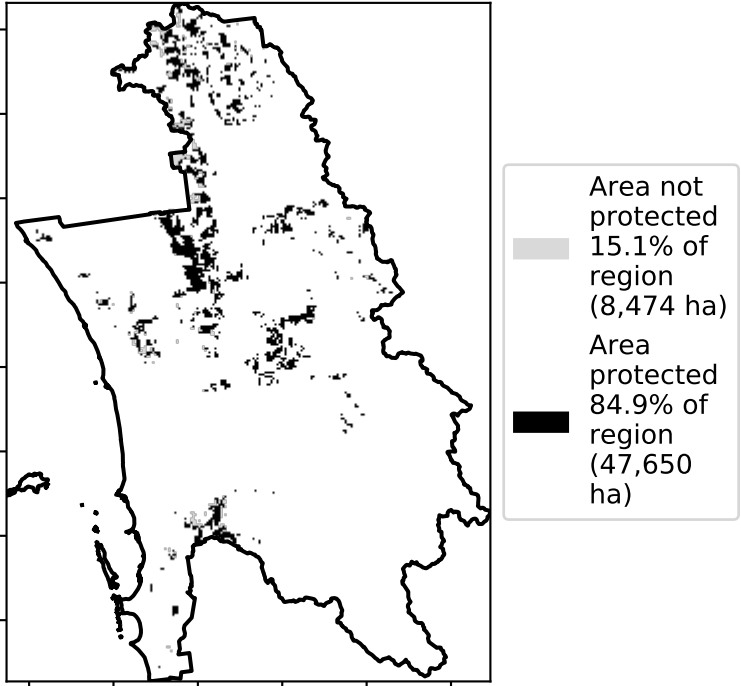 Area not
protected
15.1% of
region
(8,474 ha)
Area
protected
84.9% of
region
(47,650
ha)